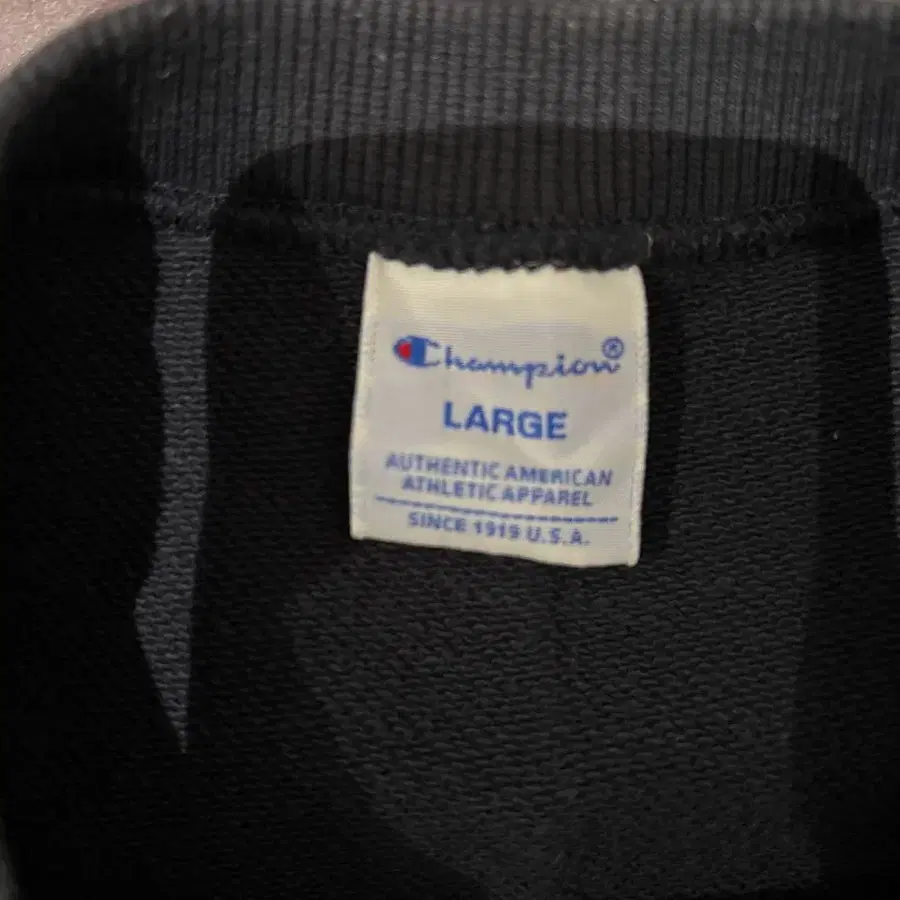 Champion®
LARGE
AUTHENTIC AMERICAN
ATHLETIC APPAREL
SINCE 1919 U.S.A.